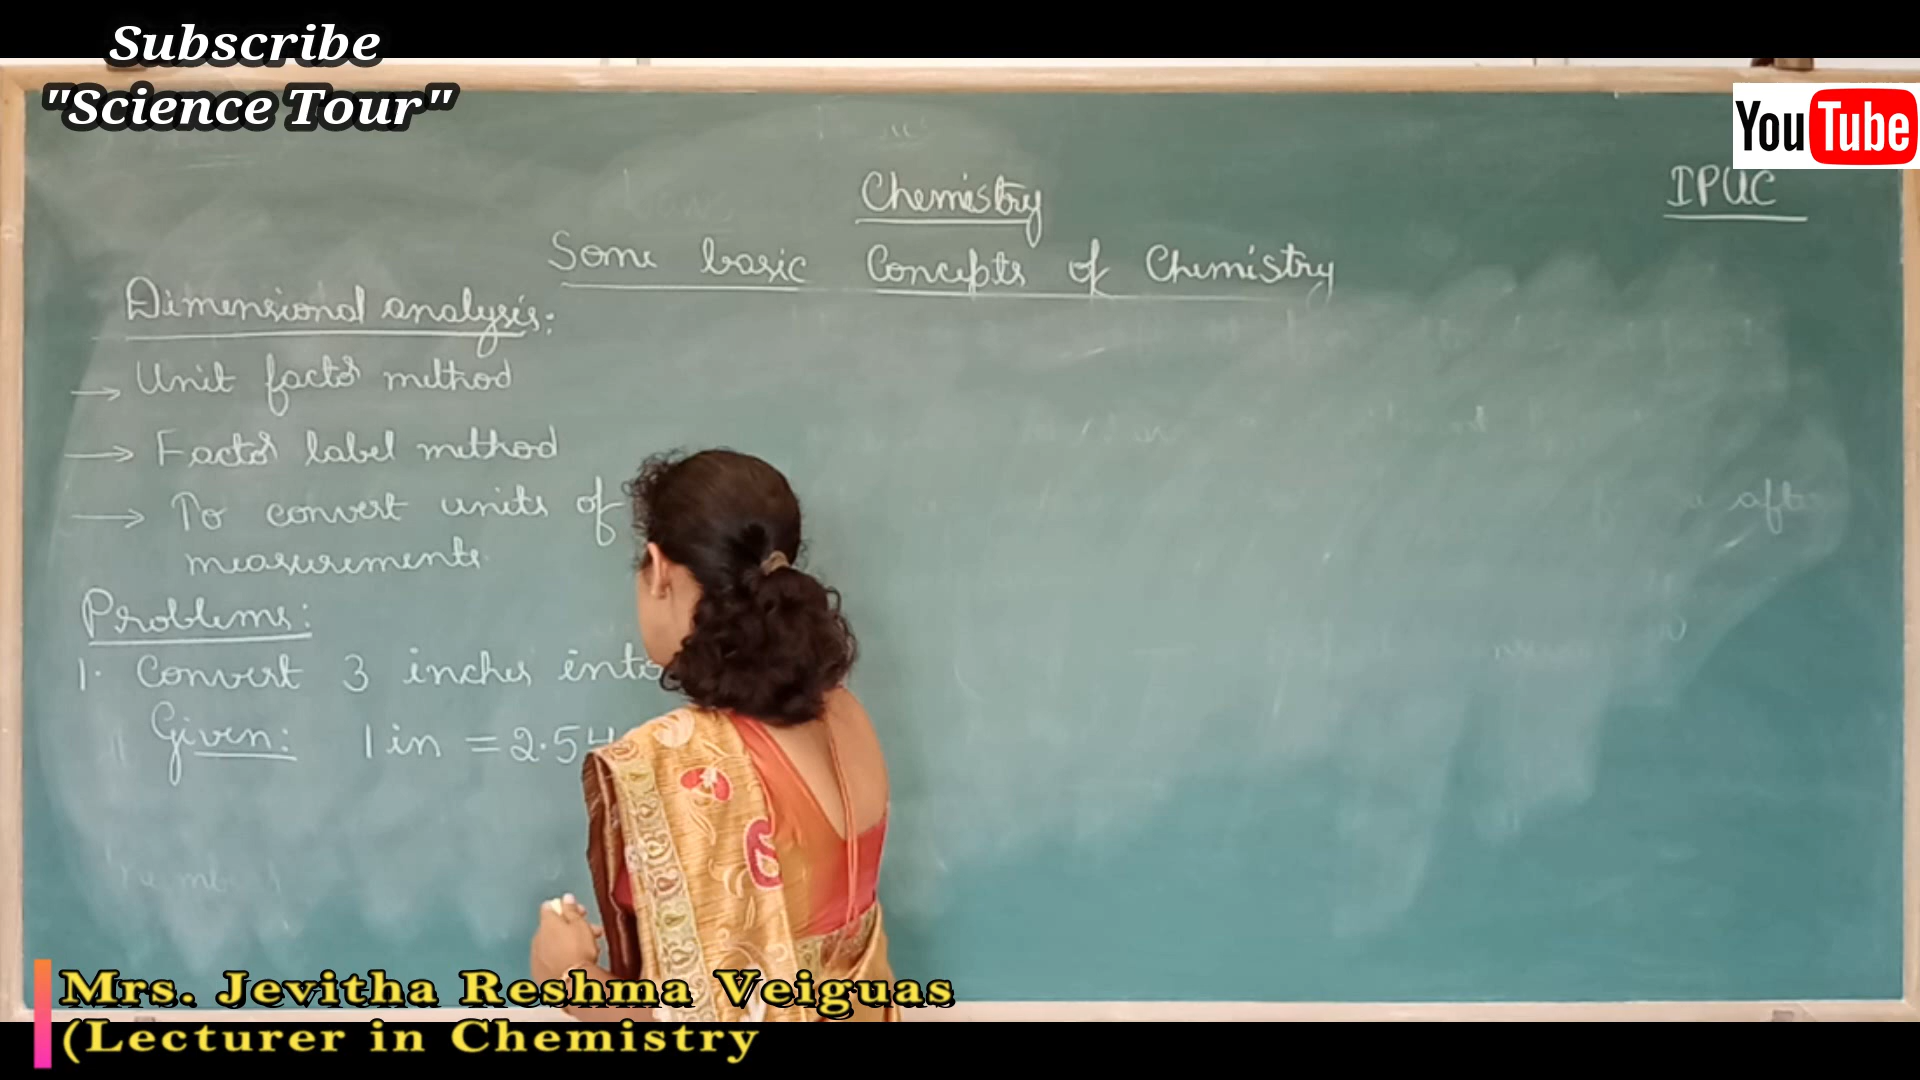 Subscribe
"Science Tour"
YouTube
IPUC
Chemistry
Some basic Concepts of Chemistry
Dimensional analysis:
→ Unit factor method
→ Factor label method
→ To convert units of
measurements.
Problems:
1. Convert 3 inches into
Given: 1 in = 2.54
Mrs. Jevitha Reshma Veiguas
(Lecturer in Chemistry